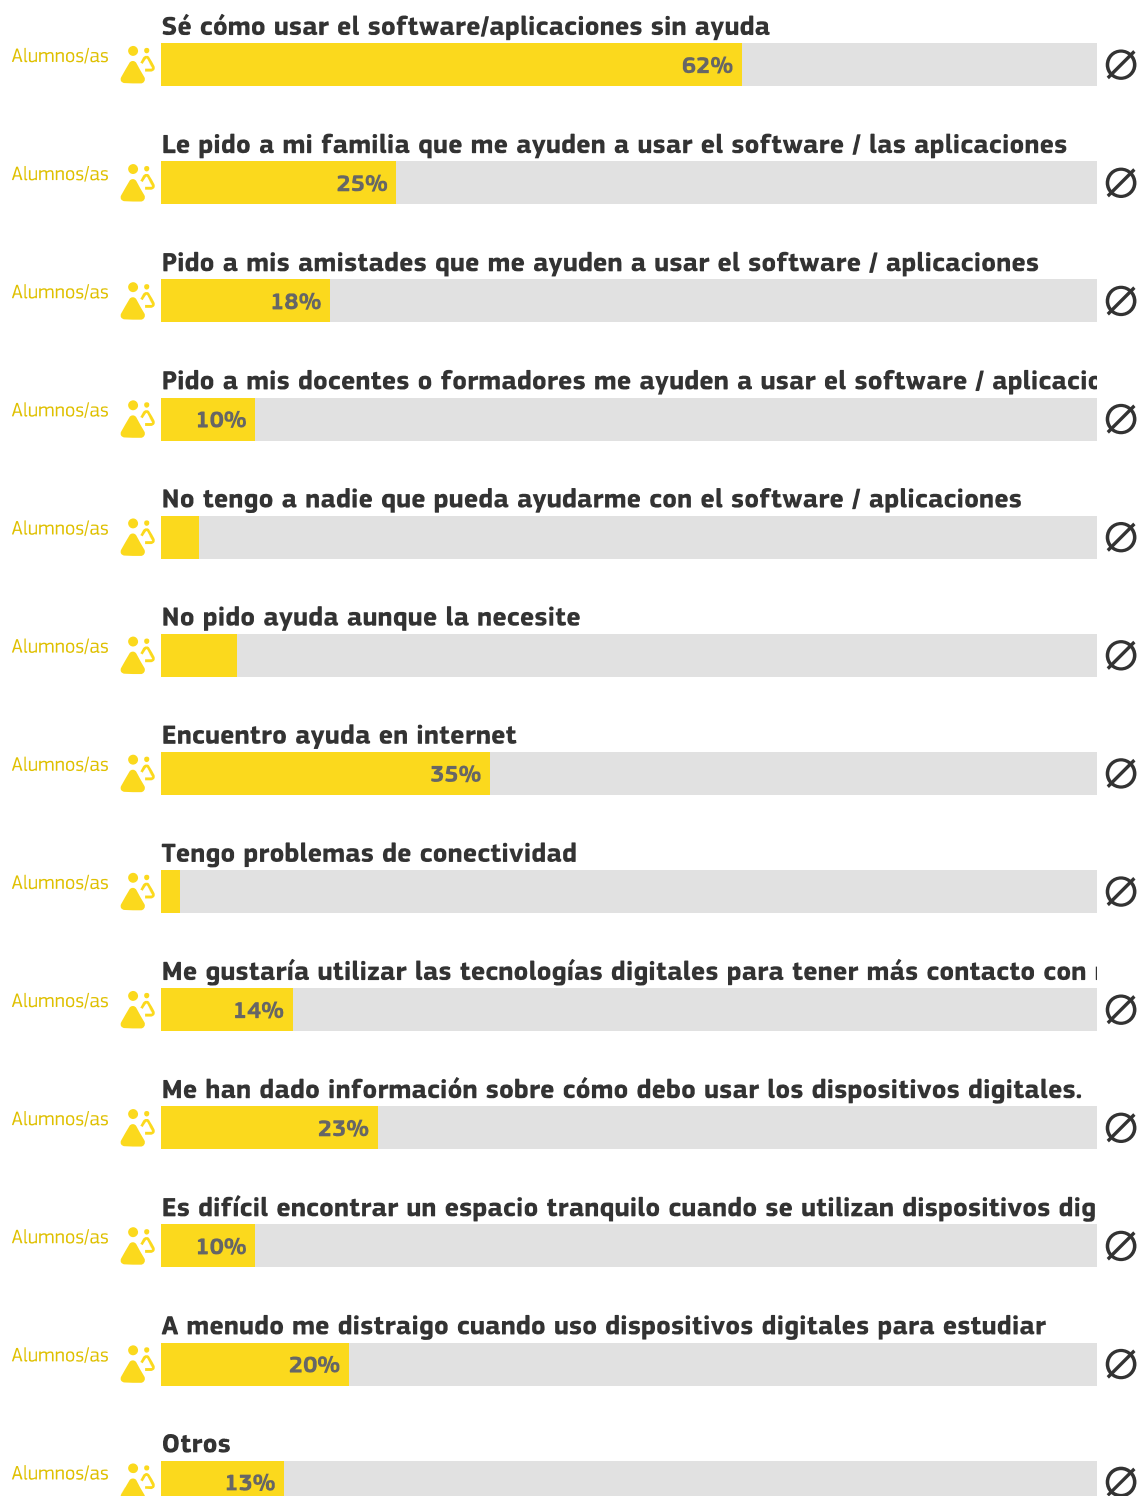 Sé cómo usar el software/aplicaciones sin ayuda
Alumnos/as
62%
Le pido a mi familia que me ayuden a usar el software / las aplicaciones
Alumnos/as
25%
Pido a mis amistades que me ayuden a usar el software / aplicaciones
Alumnos/as
18%
Pido a mis docentes o formadores me ayuden a usar el software / aplicacio
Alumnos/as
10%
No tengo a nadie que pueda ayudarme con el software / aplicaciones
Alumnos/as
No pido ayuda aunque la necesite
Alumnos/as
Encuentro ayuda en internet
Alumnos/as
35%
Tengo problemas de conectividad
Alumnos/as
Me gustaría utilizar las tecnologías digitales para tener más contacto con
Alumnos/as
14%
Me han dado información sobre cómo debo usar los dispositivos digitales.
Alumnos/as
23%
Es difícil encontrar un espacio tranquilo cuando se utilizan dispositivos dig
Alumnos/as
10%
A menudo me distraigo cuando uso dispositivos digitales para estudiar
Alumnos/as
20%
Otros
Alumnos/as
13%